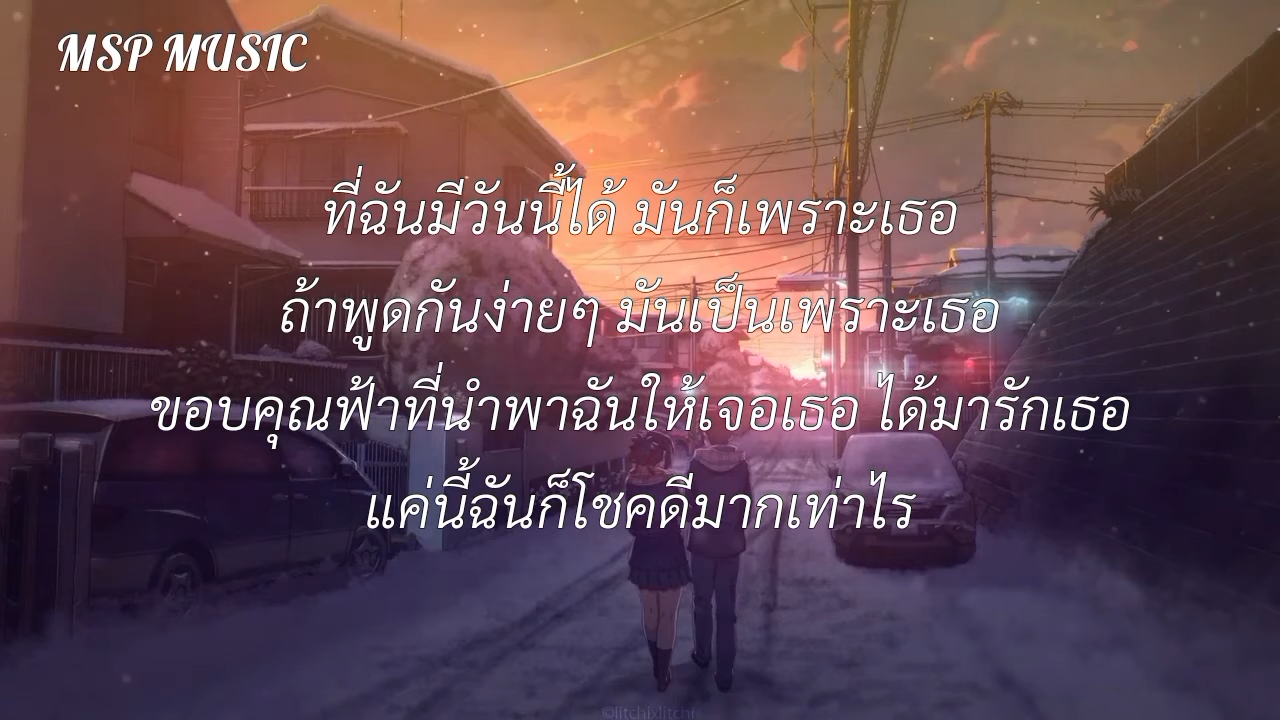 MSP MUSIC
ที่ฉันมีวันนี้ได้ มันก็เพราะเธอ
ถ้าพูดกันง่ายๆ มันเป็นเพราะเธอ
ขอบคุณฟ้าที่นำพาฉันให้เจอเธอ ได้มารักเธอ
แค่นี้ฉันก็โชคดีมากเท่าไร
©litchixlitchi